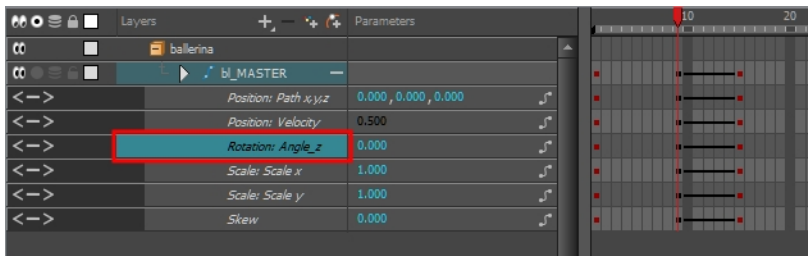 Layers Parameters 10 20
ballerina
bl_MASTER
Position: Path x,y,z 0.000, 0.000, 0.000
Position: Velocity 0.500
Rotation: Angle_z 0.000
Scale: Scale x 1.000
Scale: Scale y 1.000
Skew 0.000